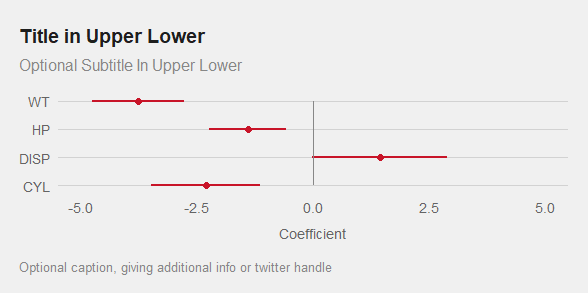 Title in Upper Lower
Optional Subtitle In Upper Lower
WT
HP
DISP
CYL
-5.0 -2.5 0.0 2.5 5.0
Coefficient
Optional caption, giving additional info or twitter handle